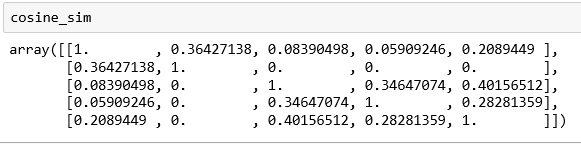 cosine_sim
array([[1.        , 0.36427138, 0.08390498, 0.05909246, 0.2089449 ],
       [0.36427138, 1.        , 0.        , 0.        , 0.        ],
       [0.08390498, 0.        , 1.        , 0.34647074, 0.40156512],
       [0.05909246, 0.        , 0.34647074, 1.        , 0.28281359],
       [0.2089449 , 0.        , 0.40156512, 0.28281359, 1.        ]])